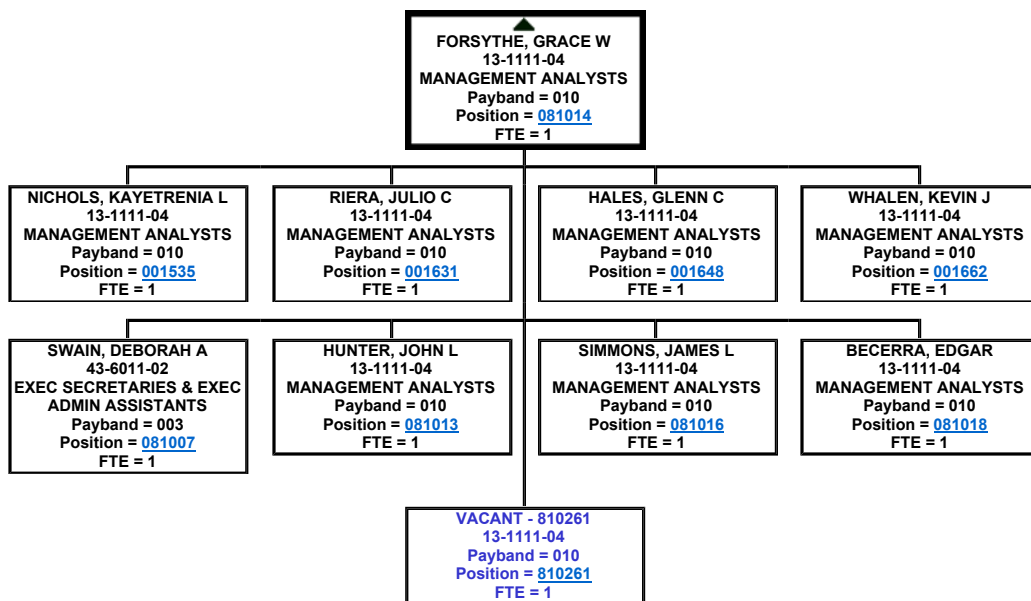 FORSYTHE, GRACE W
13-1111-04
MANAGEMENT ANALYSTS
Payband = 010
Position = 081014
FTE = 1
NICHOLS, KAYETRENIA L
13-1111-04
MANAGEMENT ANALYSTS
Payband = 010
Position = 001535
FTE = 1
RIERA, JULIO C
13-1111-04
MANAGEMENT ANALYSTS
Payband = 010
Position = 001631
FTE = 1
HALES, GLENN C
13-1111-04
MANAGEMENT ANALYSTS
Payband = 010
Position = 001648
FTE = 1
WHALEN, KEVIN J
13-1111-04
MANAGEMENT ANALYSTS
Payband = 010
Position = 001662
FTE = 1
SWAIN, DEBORAH A
43-6011-02
EXEC SECRETARIES & EXEC
ADMIN ASSISTANTS
Payband = 003
Position = 081007
FTE = 1
HUNTER, JOHN L
13-1111-04
MANAGEMENT ANALYSTS
Payband = 010
Position = 081013
FTE = 1
SIMMONS, JAMES L
13-1111-04
MANAGEMENT ANALYSTS
Payband = 010
Position = 081016
FTE = 1
BECERRA, EDGAR
13-1111-04
MANAGEMENT ANALYSTS
Payband = 010
Position = 081018
FTE = 1
VACANT - 810261
13-1111-04
Payband = 010
Position = 810261
FTE = 1